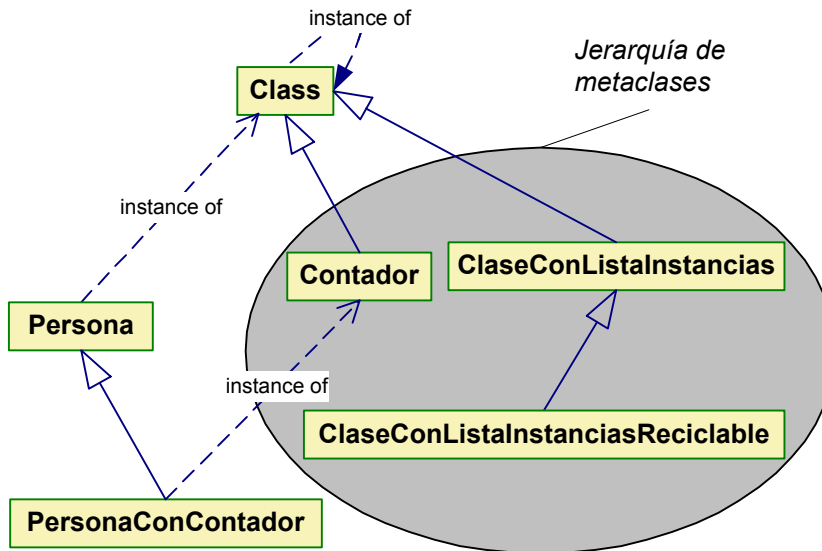 instance of
Jerarquía de
metaclases
Class
instance of
Contador
ClaseConListaInstancias
Persona
instance of
ClaseConListaInstanciasReciclable
PersonaConContador